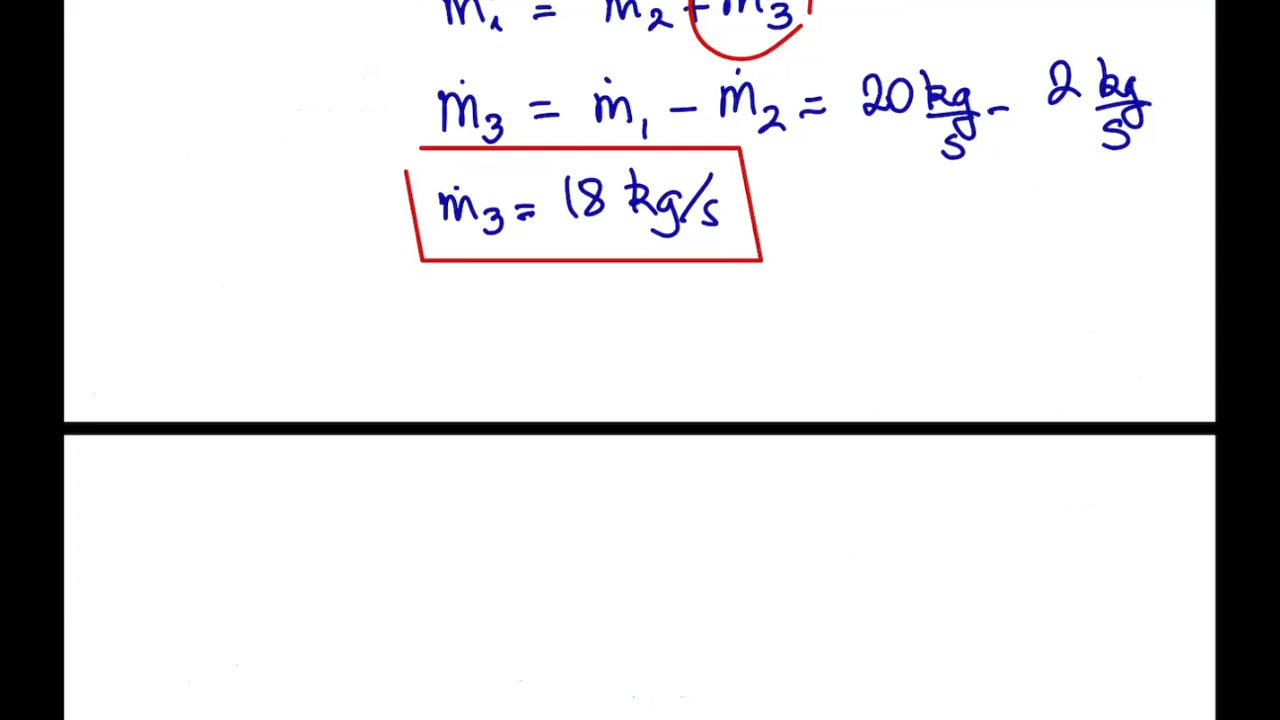 ṁ₁ = ṁ₂ + ṁ₃
ṁ₃ = ṁ₁ - ṁ₂ = 20 kg/s - 2 kg/s
ṁ₃ = 18 kg/s